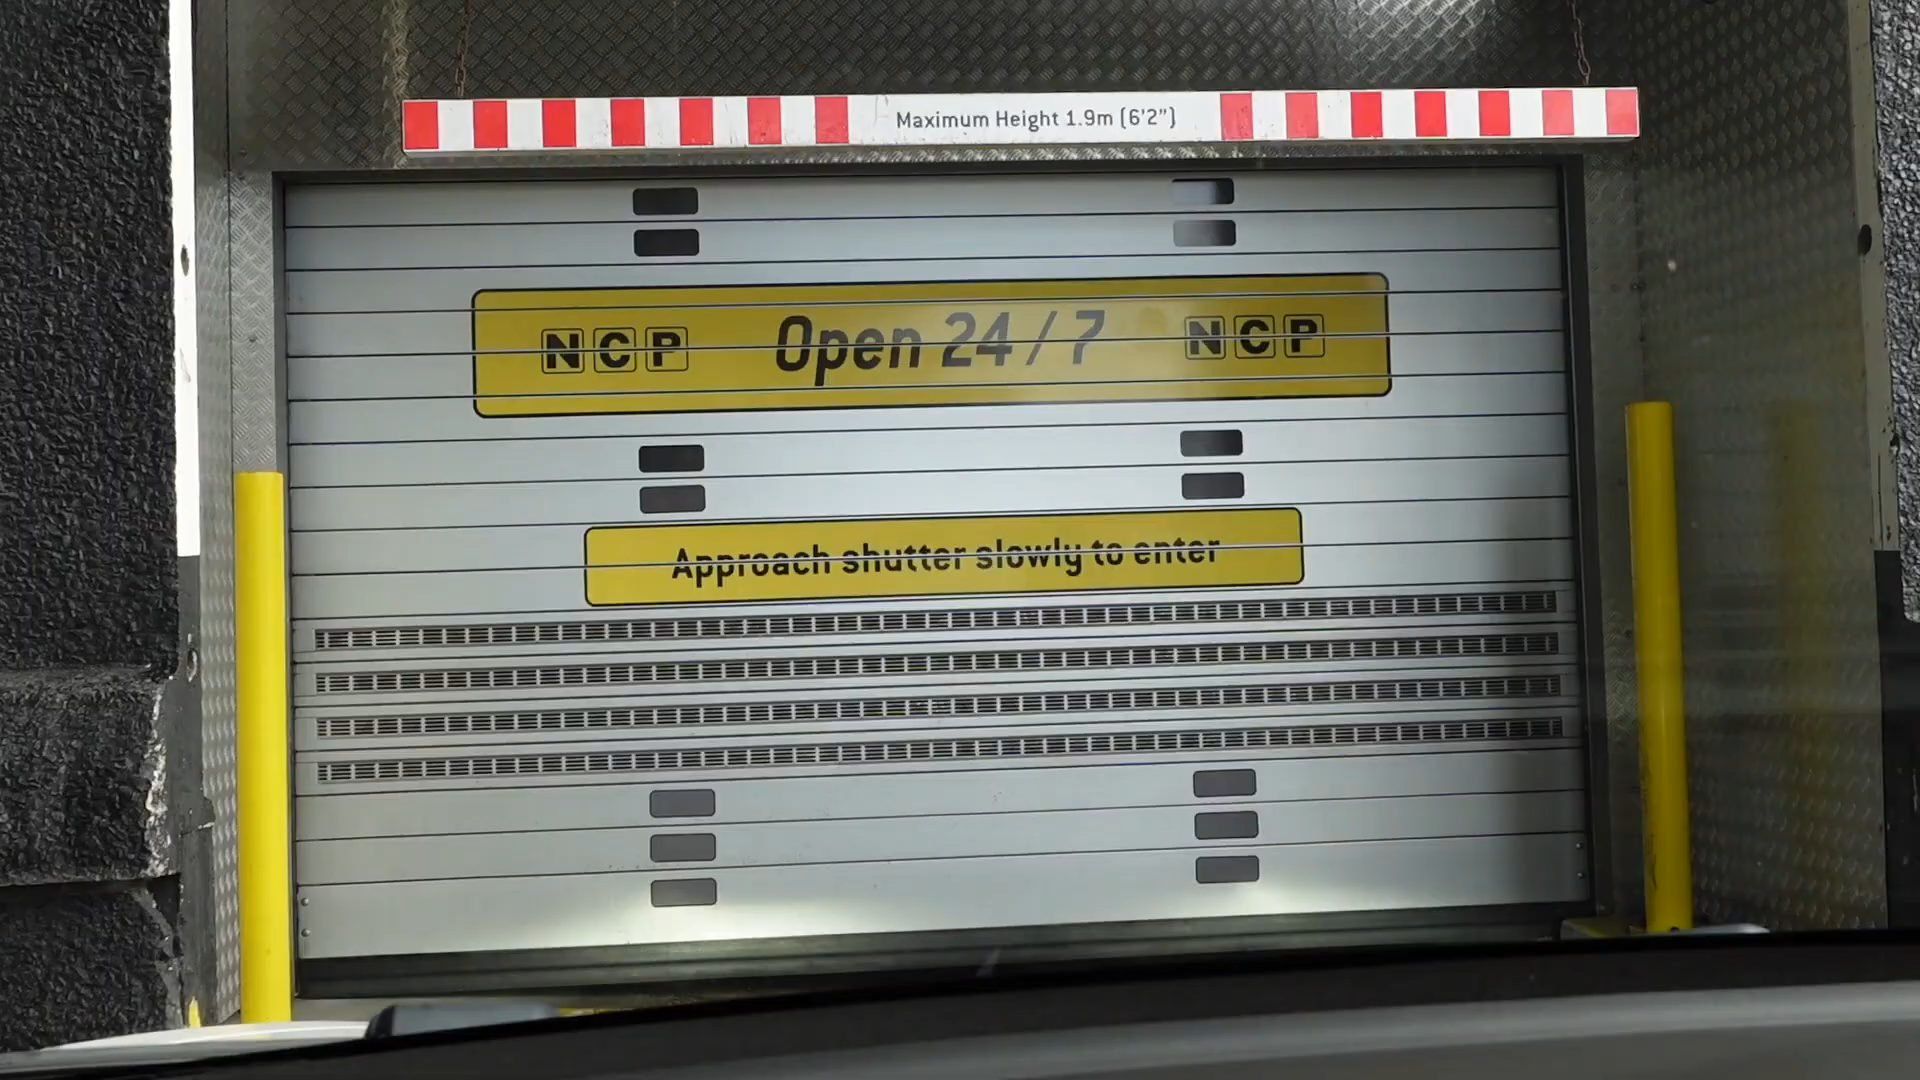 Maximum Height 1.9m (6'2")
NCP Open 24/7 NCP
Approach shutter slowly to enter